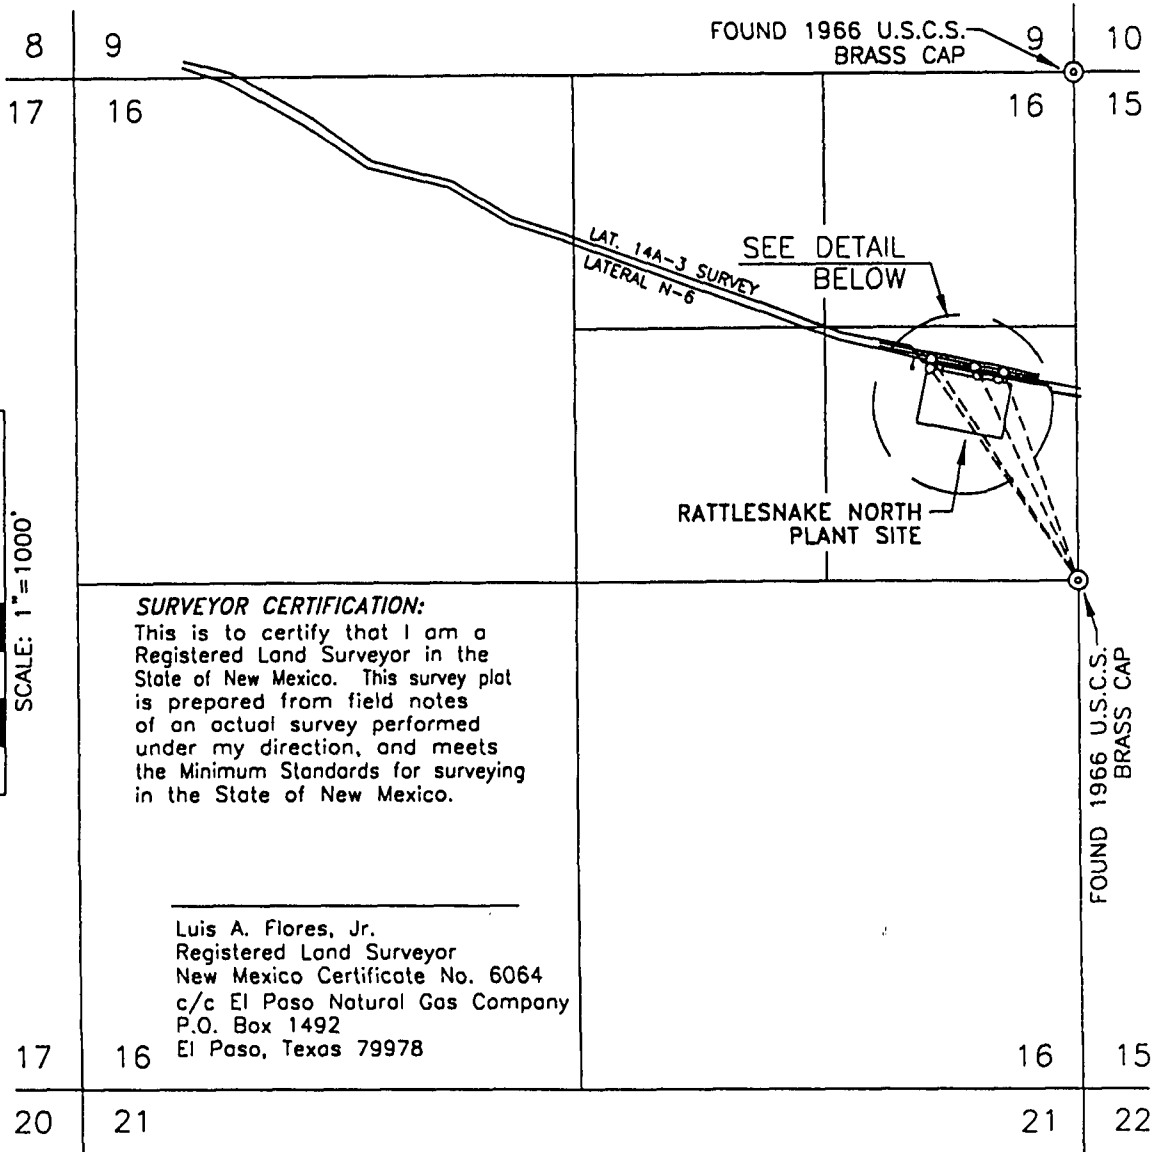 8
9
FOUND 1966 U.S.C.S.
BRASS CAP
9
10
17
16
16
15
LAT. 14A-3 SURVEY
LATERAL N-6
SEE DETAIL
BELOW
RATTLESNAKE NORTH
PLANT SITE
SCALE: 1"=1000'
SURVEYOR CERTIFICATION:
This is to certify that I am a
Registered Land Surveyor in the
State of New Mexico. This survey plat
is prepared from field notes
of an actual survey performed
under my direction, and meets
the Minimum Standards for surveying
in the State of New Mexico.
FOUND 1966 U.S.C.S.
BRASS CAP
Luis A. Flores, Jr.
Registered Land Surveyor
New Mexico Certificate No. 6064
c/c El Paso Natural Gas Company
P.O. Box 1492
El Paso, Texas 79978
17
16
16
15
20
21
21
22